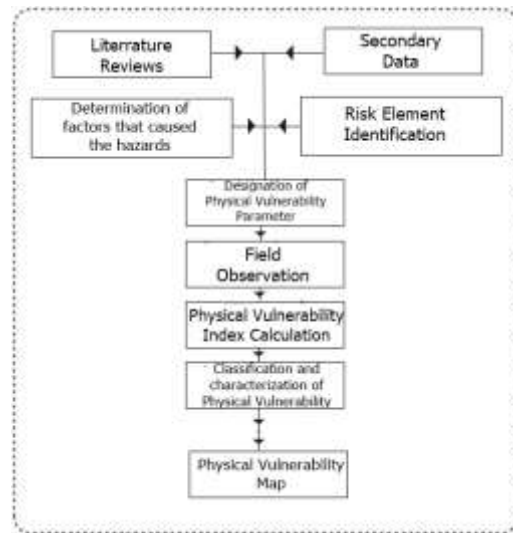 Literrature
Reviews
Secondary
Data
Determination of
factors that caused
the hazards
Risk Element
Identification
Designation of
Physical Vulnerability
Parameter
Field
Observation
Physical Vulnerability
Index Calculation
Classification and
characterization of
Physical Vulnerability
Physical Vulnerability
Map